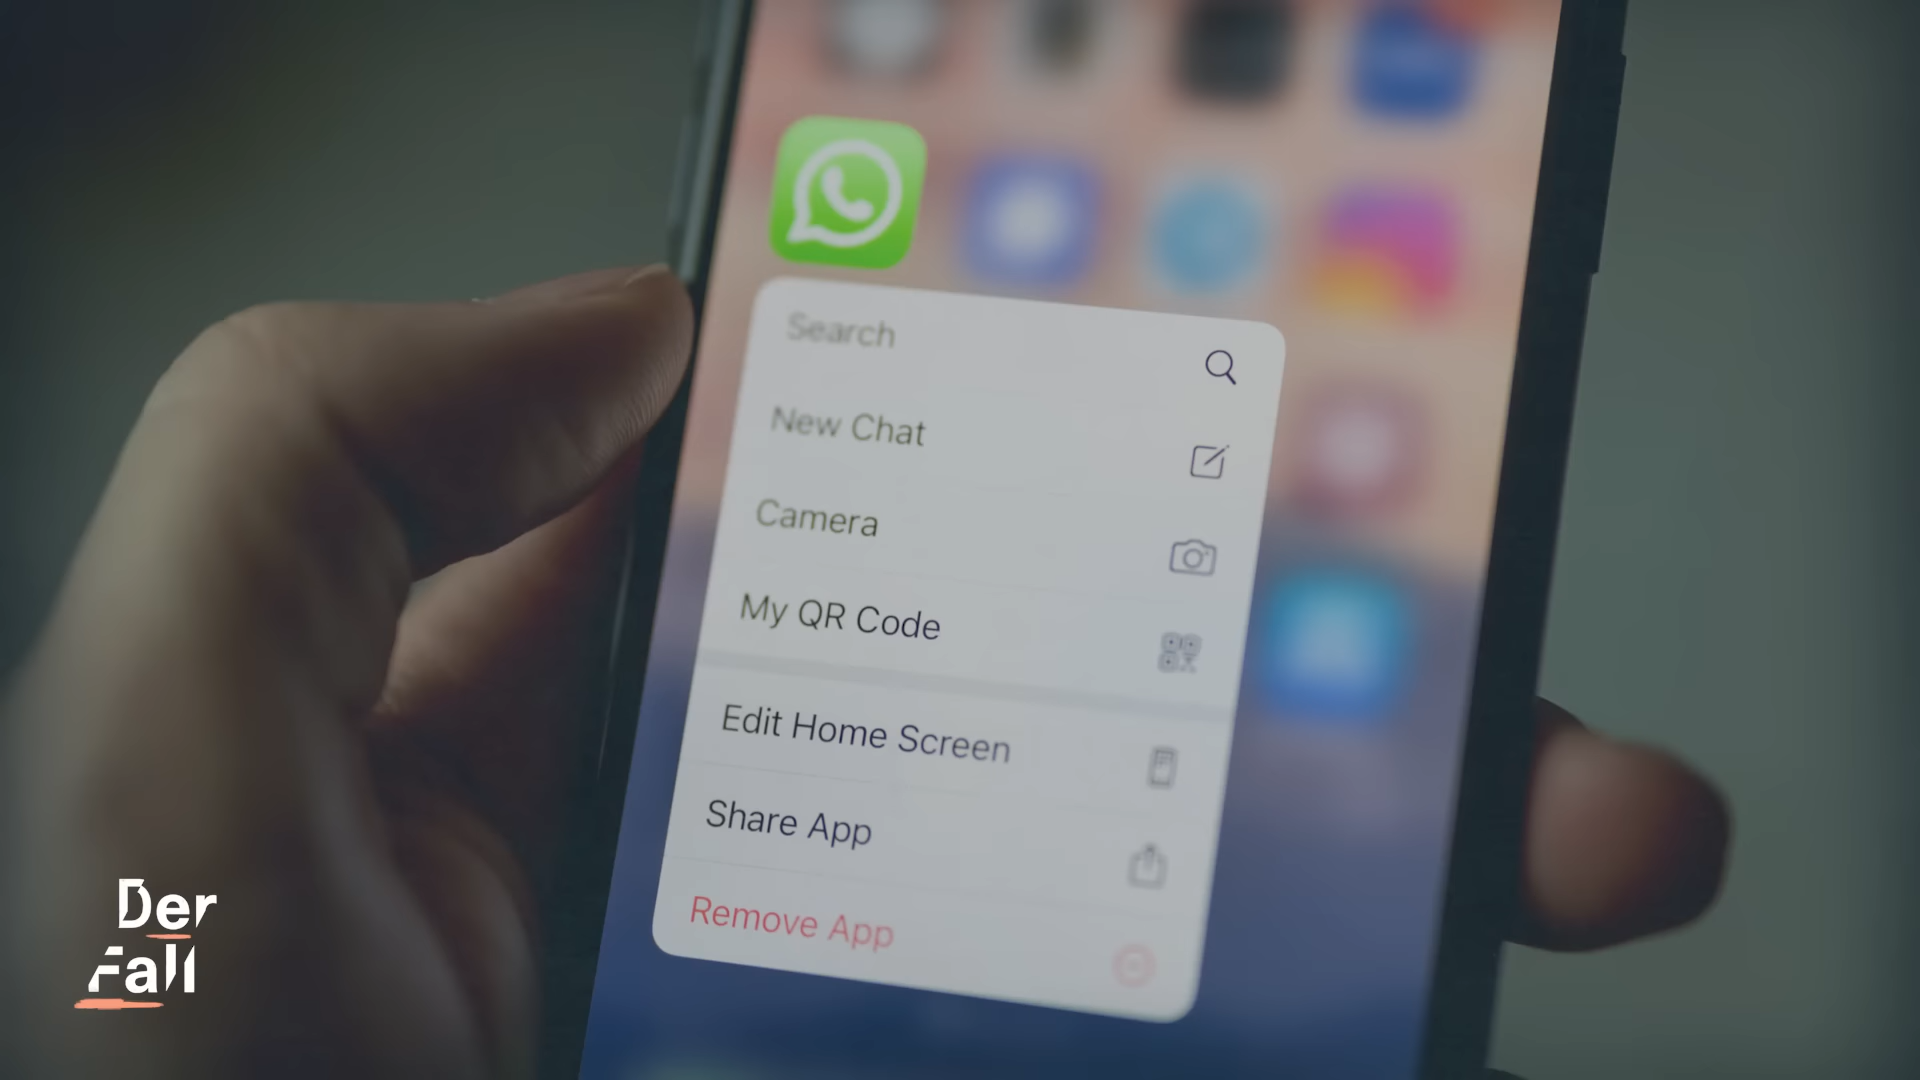 Search
New Chat
Camera
My QR Code
Edit Home Screen
Share App
Remove App
Der
Fall